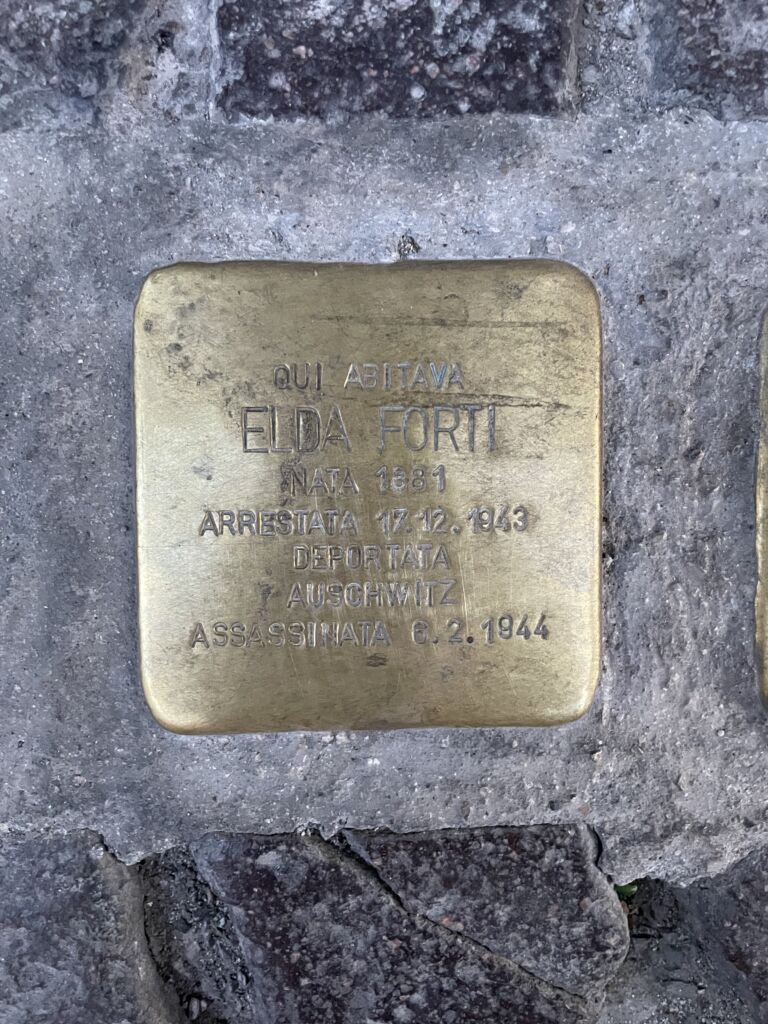 QUI ABITAVA
ELDA FORTI
NATA 1881
ARRESTATA 17.12.1943
DEPORTATA
AUSCHWITZ
ASSASSINATA 6.2.1944